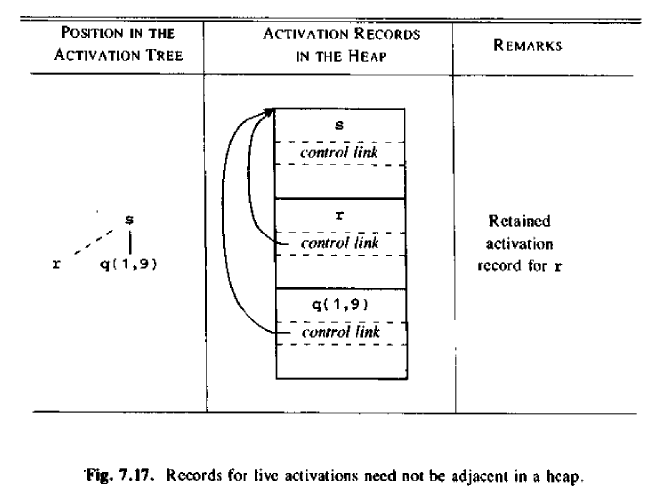 POSITION IN THE
ACTIVATION TREE
ACTIVATION RECORDS
IN THE HEAP
REMARKS
s
r q(1,9)
s
control link
r
control link
q(1,9)
control link
Retained
activation
record for r
Fig. 7.17. Records for live activations need not be adjacent in a heap.